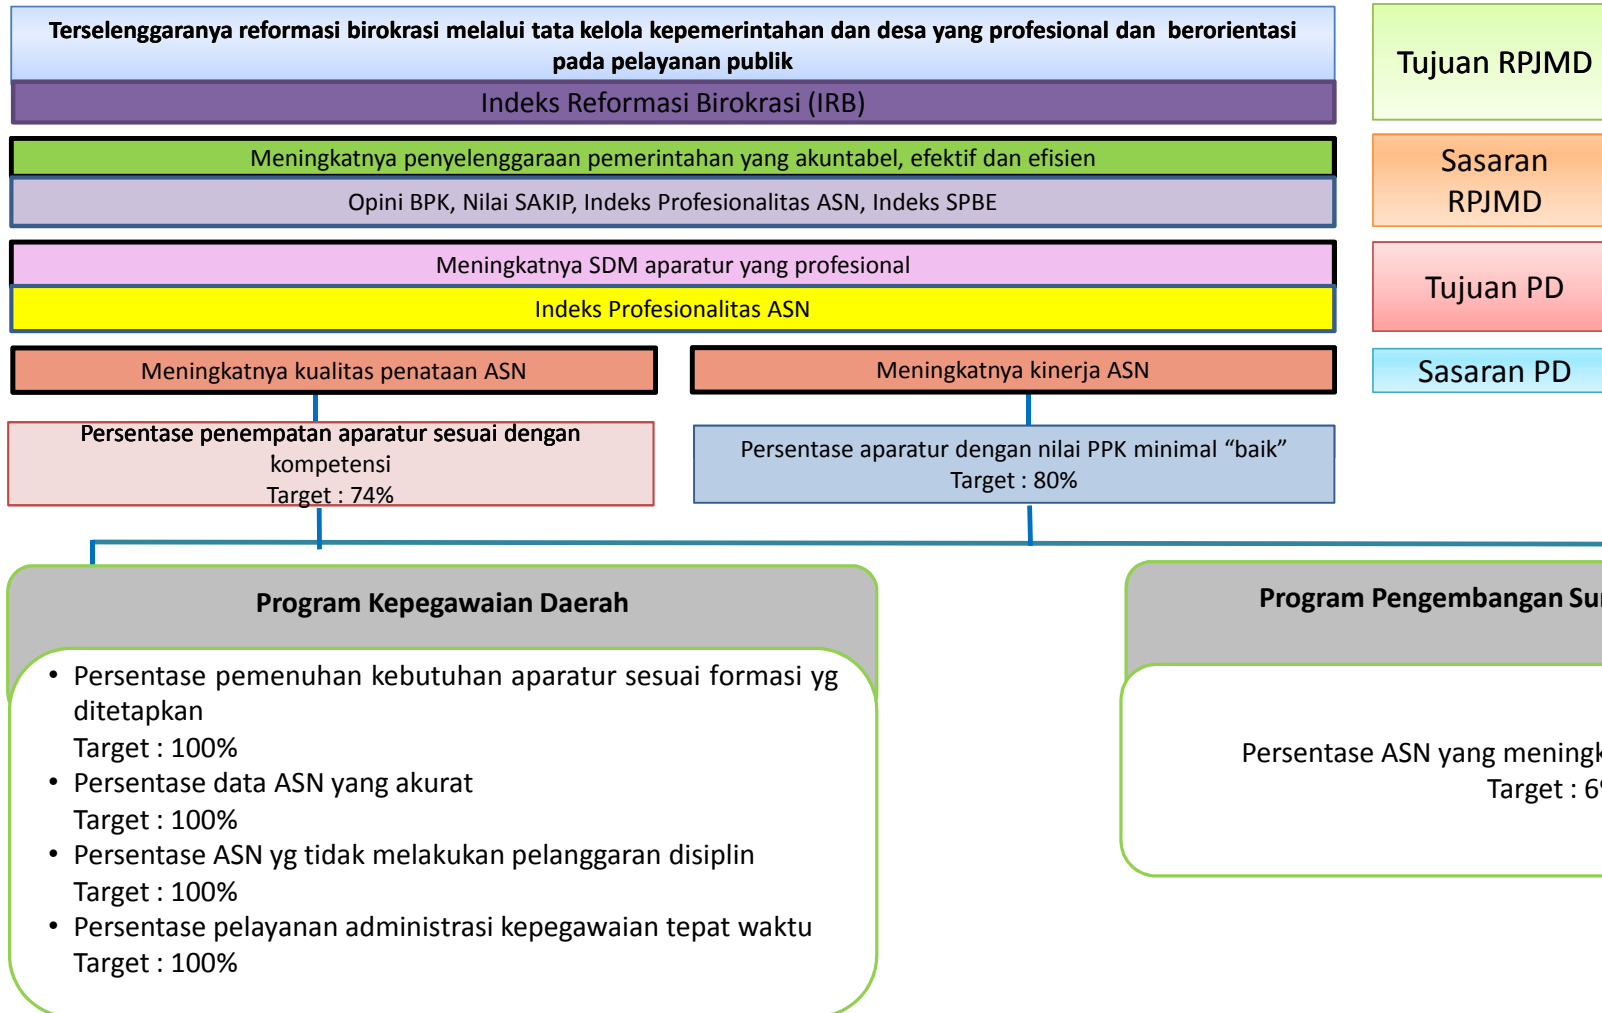 Terselenggaranya reformasi birokrasi melalui tata kelola kepemerintahan dan desa yang profesional dan berorientasi
pada pelayanan publik
Indeks Reformasi Birokrasi (IRB)
Tujuan RPJMD
Meningkatnya penyelenggaraan pemerintahan yang akuntabel, efektif dan efisien
Opini BPK, Nilai SAKIP, Indeks Profesionalitas ASN, Indeks SPBE
Sasaran
RPJMD
Meningkatnya SDM aparatur yang profesional
Indeks Profesionalitas ASN
Tujuan PD
Meningkatnya kualitas penataan ASN
Meningkatnya kinerja ASN
Sasaran PD
Persentase penempatan aparatur sesuai dengan
kompetensi
Target : 74%
Persentase aparatur dengan nilai PPK minimal “baik”
Target : 80%
Program Kepegawaian Daerah
• Persentase pemenuhan kebutuhan aparatur sesuai formasi yg
ditetapkan
Target : 100%
• Persentase data ASN yang akurat
Target : 100%
• Persentase ASN yg tidak melakukan pelanggaran disiplin
Target : 100%
• Persentase pelayanan administrasi kepegawaian tepat waktu
Target : 100%
Program Pengembangan
Persentase ASN yang
Target : 6